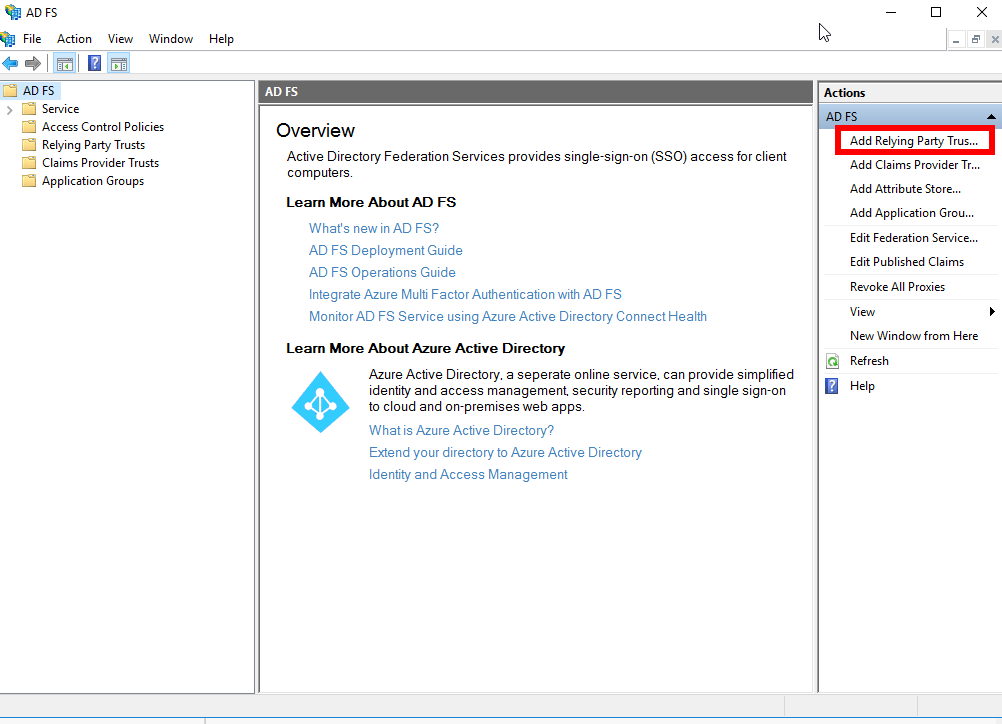 AD FS
File Action View Window Help
AD FS
Service
Access Control Policies
Relying Party Trusts
Claims Provider Trusts
Application Groups
AD FS
Overview
Active Directory Federation Services provides single-sign-on (SSO) access for client
computers.
Learn More About AD FS
What's new in AD FS?
AD FS Deployment Guide
AD FS Operations Guide
Integrate Azure Multi Factor Authentication with AD FS
Monitor AD FS Service using Azure Active Directory Connect Health
Learn More About Azure Active Directory
Azure Active Directory, a seperate online service, can provide simplified
identity and access management, security reporting and single sign-on
to cloud and on-premises web apps.
What is Azure Active Directory?
Extend your directory to Azure Active Directory
Identity and Access Management
Actions
AD FS
Add Relying Party Trus...
Add Claims Provider Tr...
Add Attribute Store...
Add Application Grou...
Edit Federation Service...
Edit Published Claims
Revoke All Proxies
View
New Window from Here
Refresh
Help